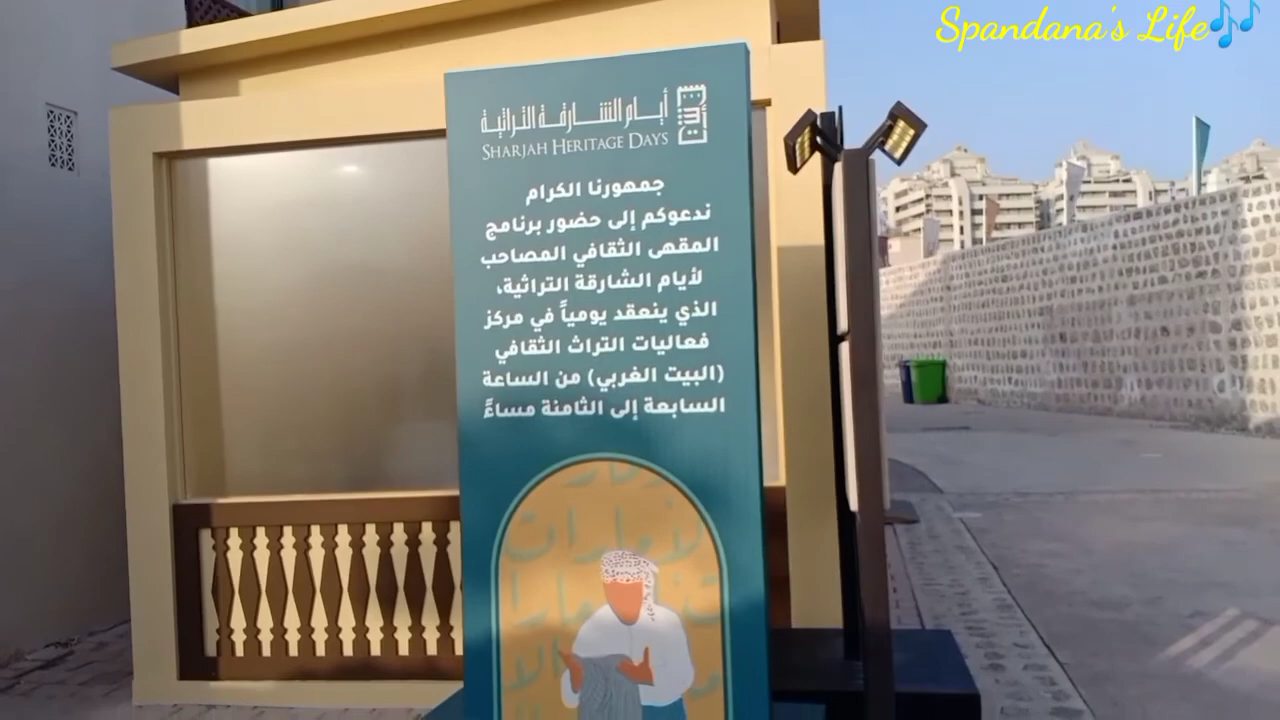 Spandana's Life
أيام الشارقة التراثية
SHARJAH HERITAGE DAYS
جمهورنا الكرام
ندعوكم إلى حضور برنامج
المقهى الثقافي المصاحب
لأيام الشارقة التراثية،
الذي ينعقد يومياً في مركز
فعاليات التراث الثقافي
(البيت الغربي) من الساعة
السابعة إلى الثامنة مساءً